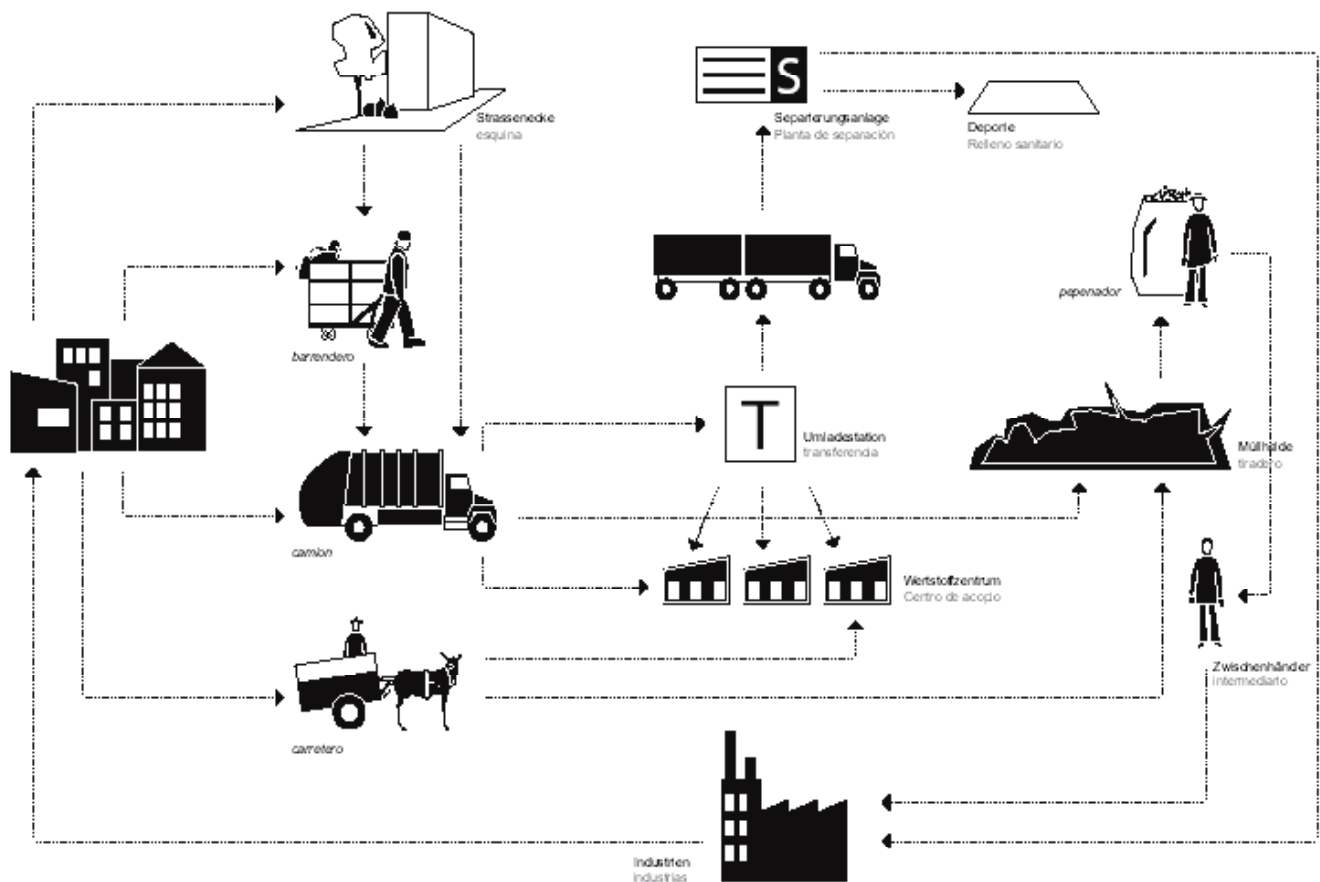 Strassenecke
esquina
S
Separierungsanlage
Planta de separación
Deponie
Relleno sanitario
pepenador
barrendero
T
Umladestation
transferencia
Müllhalde
tiradero
camion
Wertstoffzentrum
Centro de acopio
Zwischenhändler
intermediario
carretero
Industrien
industrias